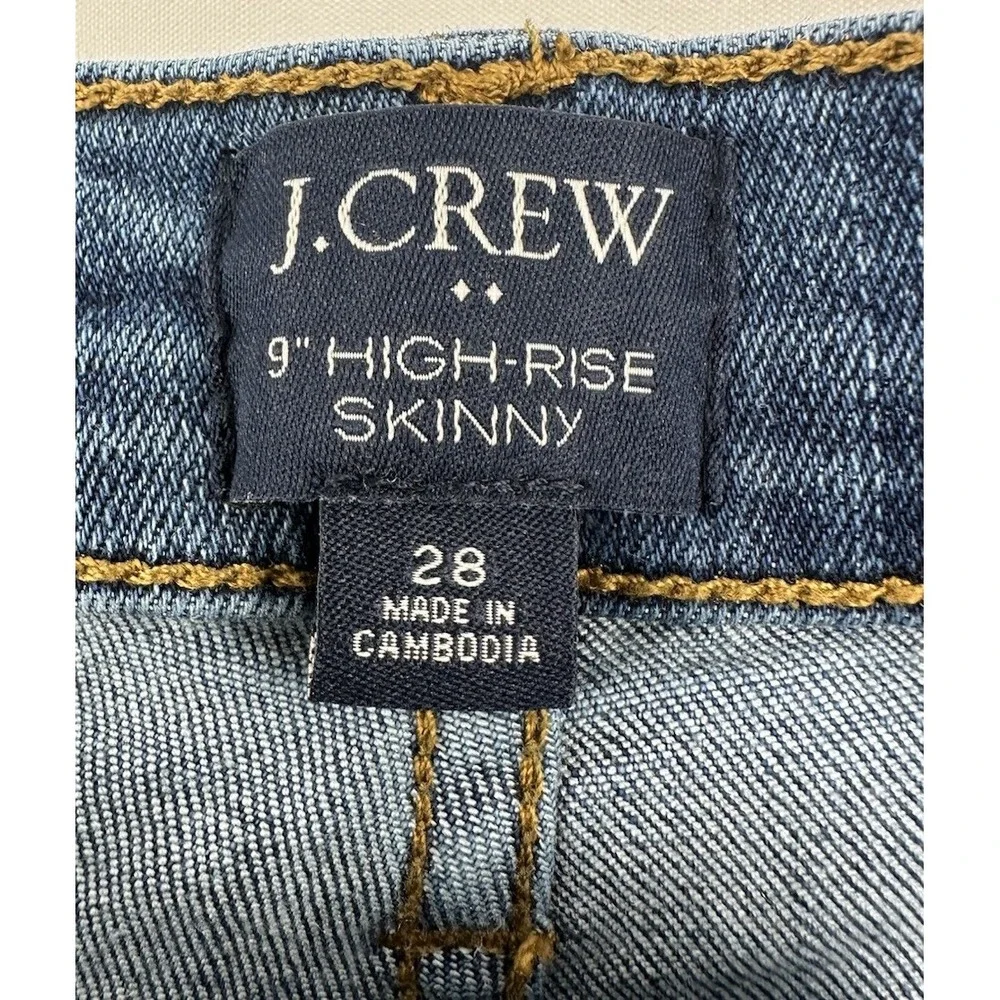 J.CREW
9" HIGH-RISE
SKINNY
28
MADE IN
CAMBODIA